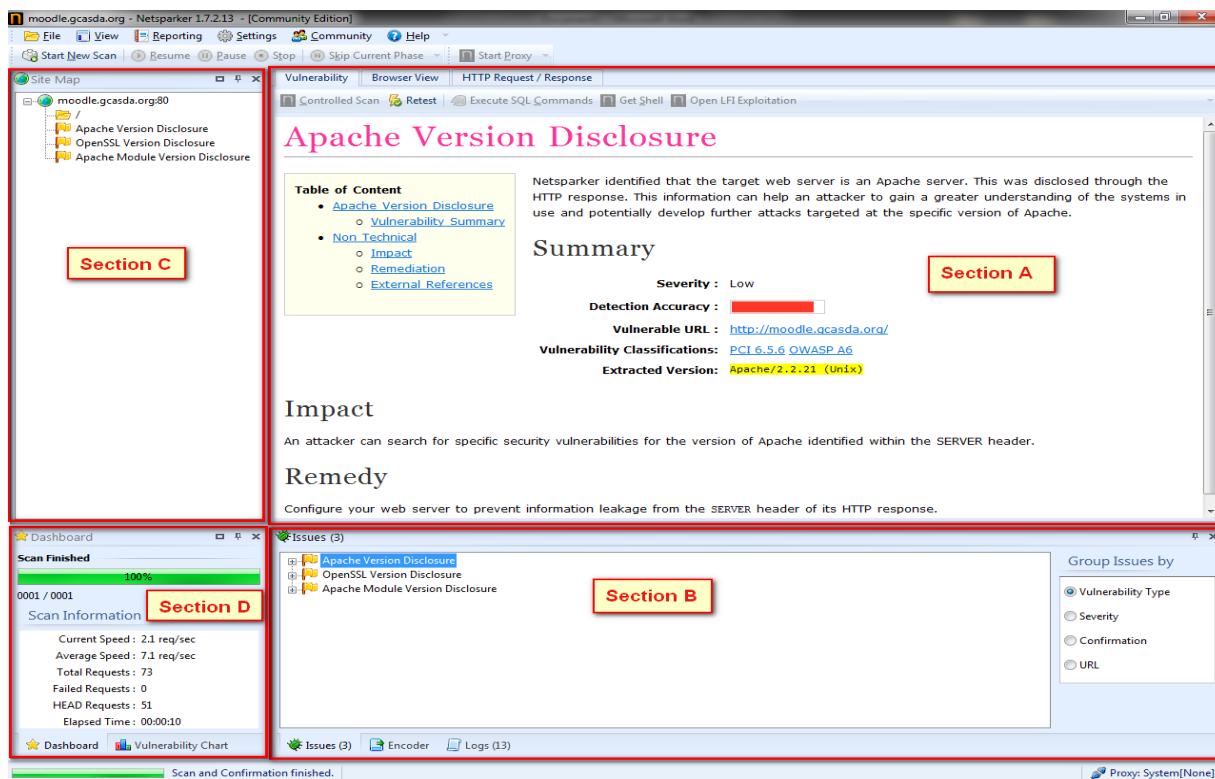 moodle.gcasda.org - Netsparker 1.7.2.13 - [Community Edition]
File View Reporting Settings Community Help
Start New Scan Resume Pause Stop Skip Current Phase Start Proxy
Site Map
moodle.gcasda.org:80
/
Apache Version Disclosure
OpenSSL Version Disclosure
Apache Module Version Disclosure
Section C
Vulnerability Browser View HTTP Request / Response
Controlled Scan Retest Execute SQL Commands Get Shell Open LFI Exploitation
Apache Version Disclosure
Table of Content
Apache Version Disclosure
Vulnerability Summary
Non Technical
Impact
Remediation
External References
Netsparker identified that the target web server is an Apache server. This was disclosed through the
HTTP response. This information can help an attacker to gain a greater understanding of the systems in
use and potentially develop further attacks targeted at the specific version of Apache.
Summary
Section A
Severity : Low
Detection Accuracy :
Vulnerable URL : http://moodle.gcasda.org/
Vulnerability Classifications: PCI 6.5.6 OWASP A6
Extracted Version: Apache/2.2.21 (Unix)
Impact
An attacker can search for specific security vulnerabilities for the version of Apache identified within the SERVER header.
Remedy
Configure your web server to prevent information leakage from the SERVER header of its HTTP response.
Dashboard
Scan Finished
100%
0001 / 0001
Section D
Scan Information
Current Speed : 2.1 req/sec
Average Speed : 7.1 req/sec
Total Requests : 73
Failed Requests : 0
HEAD Requests : 51
Elapsed Time : 00:00:10
Dashboard Vulnerability Chart
Issues (3)
Apache Version Disclosure
OpenSSL Version Disclosure
Apache Module Version Disclosure
Section B
Group Issues by
Vulnerability Type
Severity
Confirmation
URL
Issues (3) Encoder Logs (13)
Scan and Confirmation finished.
Proxy: System[None]